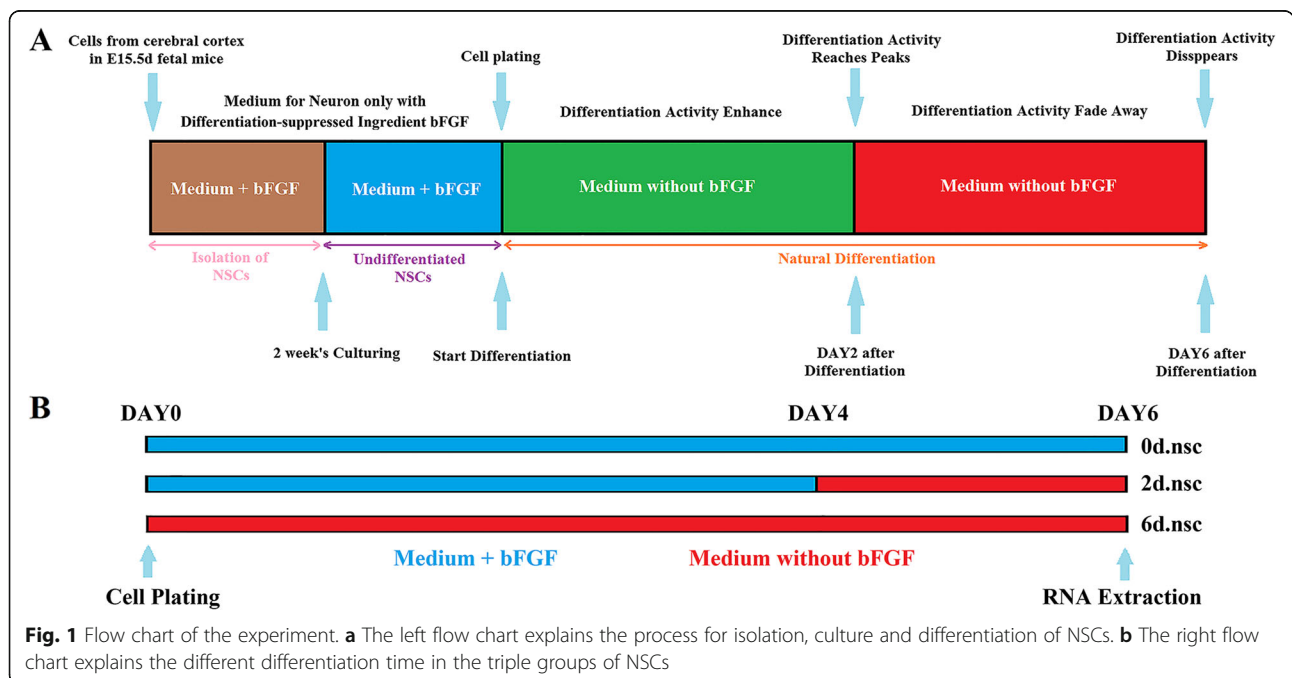 A
Cells from cerebral cortex
in E15.5d fetal mice
Cell plating
Differentiation Activity
Reaches Peaks
Differentiation Activity
Dissppears
Medium for Neuron only with
Differentiation-suppressed Ingredient bFGF
Differentiation Activity Enhance
Differentiation Activity Fade Away
Medium + bFGF
Medium + bFGF
Medium without bFGF
Medium without bFGF
Isolation of
NSCs
Undifferentiated
NSCs
Natural Differentiation
2 week's Culturing
Start Differentiation
DAY2 after
Differentiation
DAY6 after
Differentiation
B
DAY0
DAY4
DAY6
0d.nsc
2d.nsc
6d.nsc
Medium + bFGF
Medium without bFGF
Cell Plating
RNA Extraction
Fig. 1 Flow chart of the experiment. a The left flow chart explains the process for isolation, culture and differentiation of NSCs. b The right flow
chart explains the different differentiation time in the triple groups of NSCs